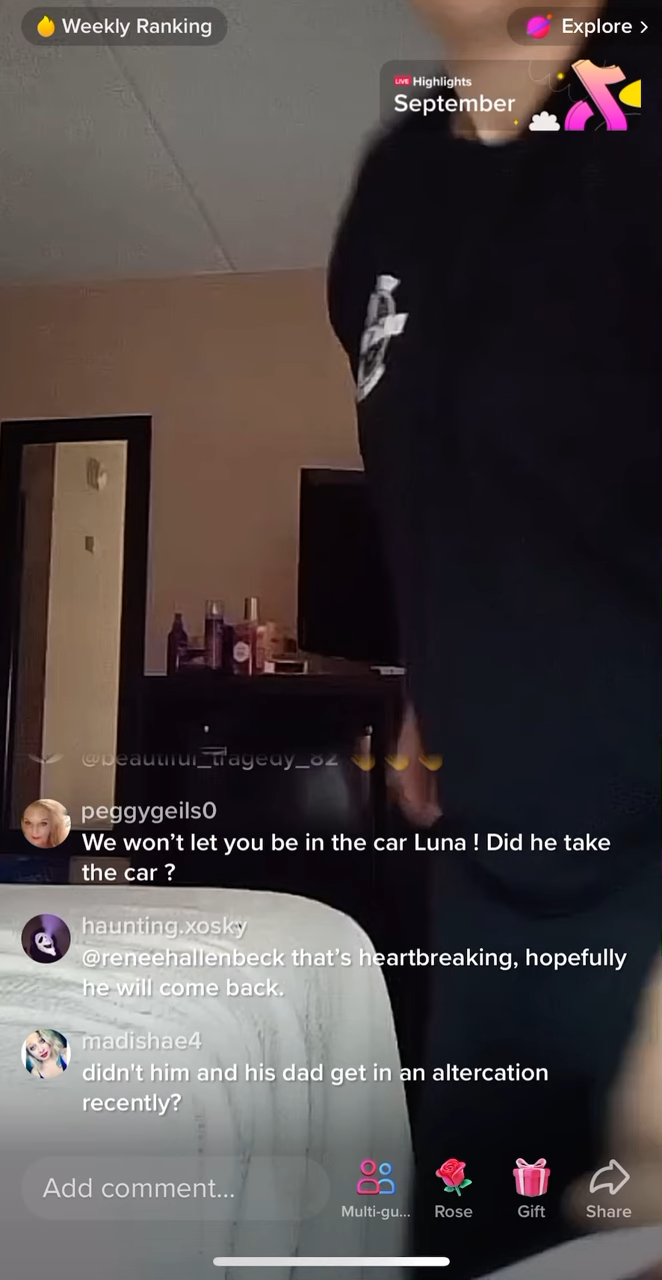 Weekly Ranking
Explore >
LIVE Highlights
September
@beautiful_tragedy_82
peggygeils0
We won’t let you be in the car Luna ! Did he take
the car ?
haunting.xosky
@reneehallenbeck that’s heartbreaking, hopefully
he will come back.
madishae4
didn't him and his dad get in an altercation
recently?
Add comment...
Multi-gu...
Rose
Gift
Share